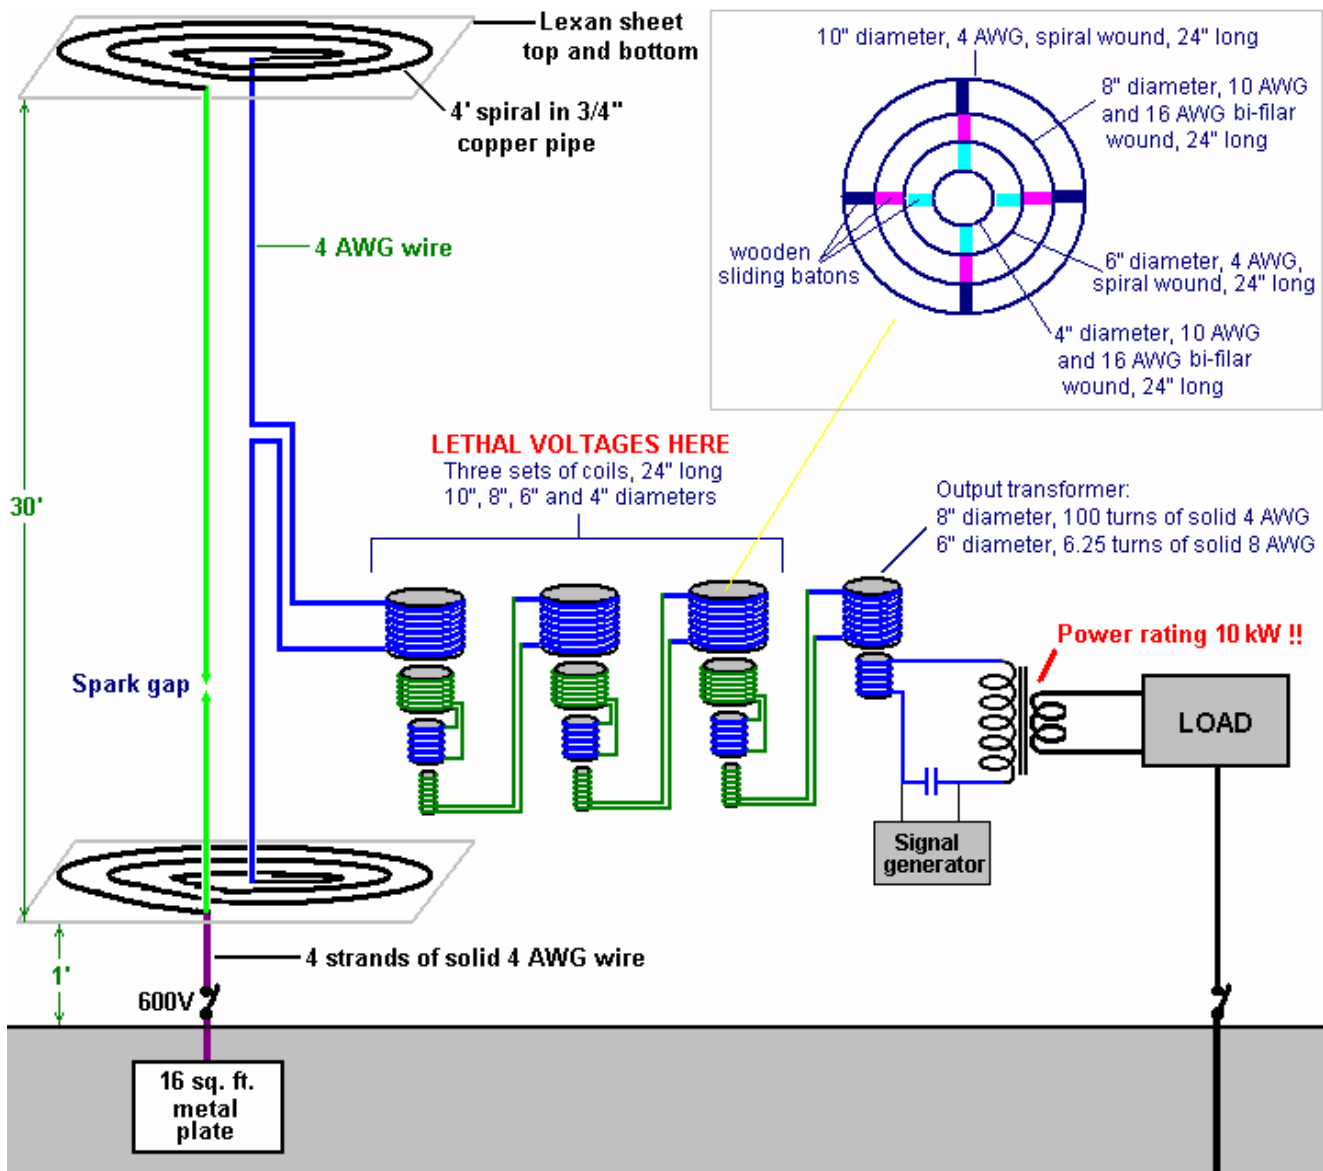 Lexan sheet
top and bottom
4' spiral in 3/4"
copper pipe
10" diameter, 4 AWG, spiral wound, 24" long
8" diameter, 10 AWG
and 16 AWG bi-filar
wound, 24" long
wooden
sliding batons
6" diameter, 4 AWG,
spiral wound, 24" long
4" diameter, 10 AWG
and 16 AWG bi-filar
wound, 24" long
4 AWG wire
30'
LETHAL VOLTAGES HERE
Three sets of coils, 24" long
10", 8", 6" and 4" diameters
Output transformer:
8" diameter, 100 turns of solid 4 AWG
6" diameter, 6.25 turns of solid 8 AWG
Power rating 10 kW !!
Spark gap
LOAD
Signal
generator
4 strands of solid 4 AWG wire
1'
600V
16 sq. ft.
metal
plate